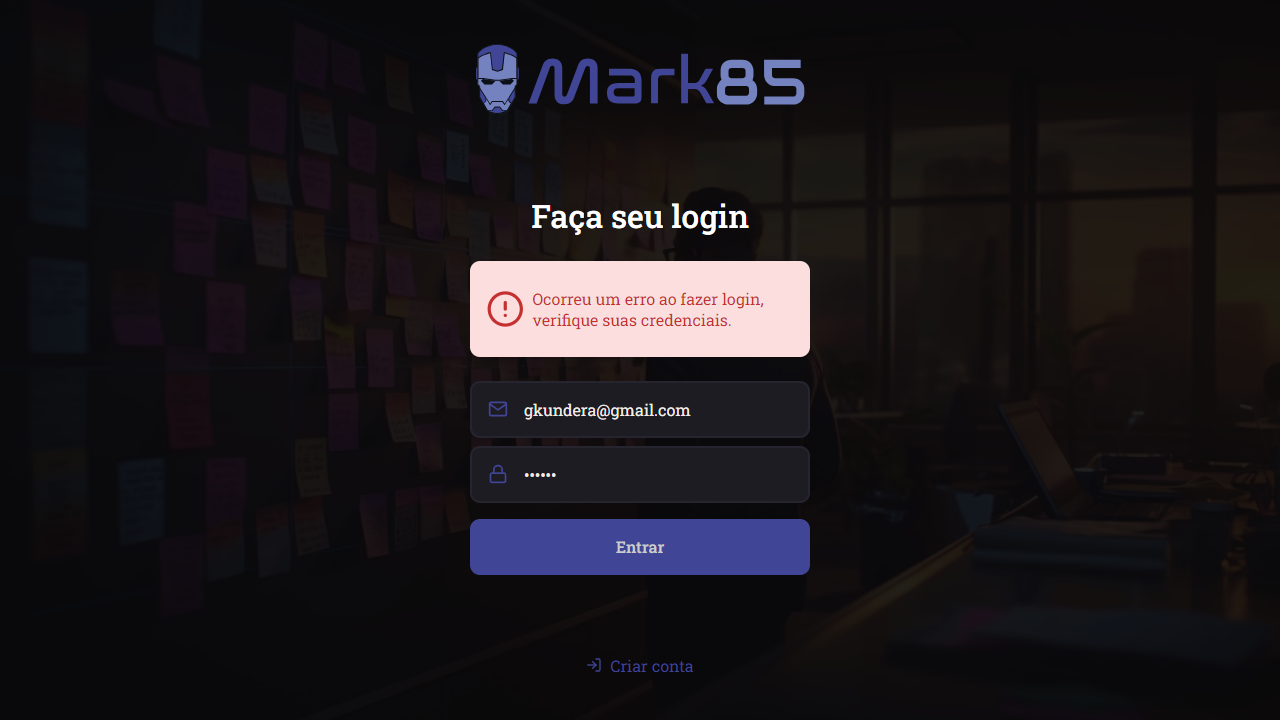 Mark85
Faça seu login
Ocorreu um erro ao fazer login,
verifique suas credenciais.
gkundera@gmail.com
••••••
Entrar
Criar conta